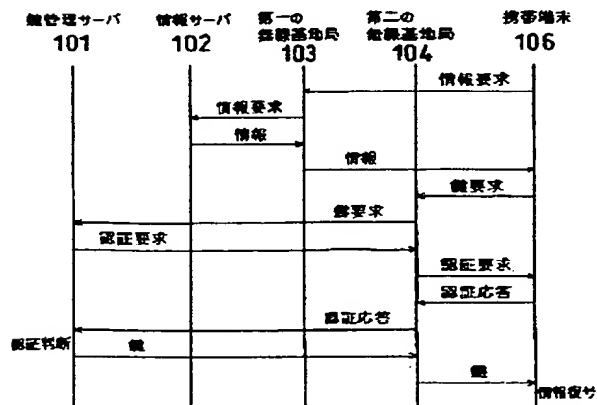 鍵管理サーバ
101
情報サーバ
102
第一の
無線基地局
103
第二の
無線基地局
104
携帯端末
106
情報要求
情報要求
情報
情報
鍵要求
鍵要求
認証要求
認証要求
認証応答
認証応答
認証判断
鍵
鍵
情報復号